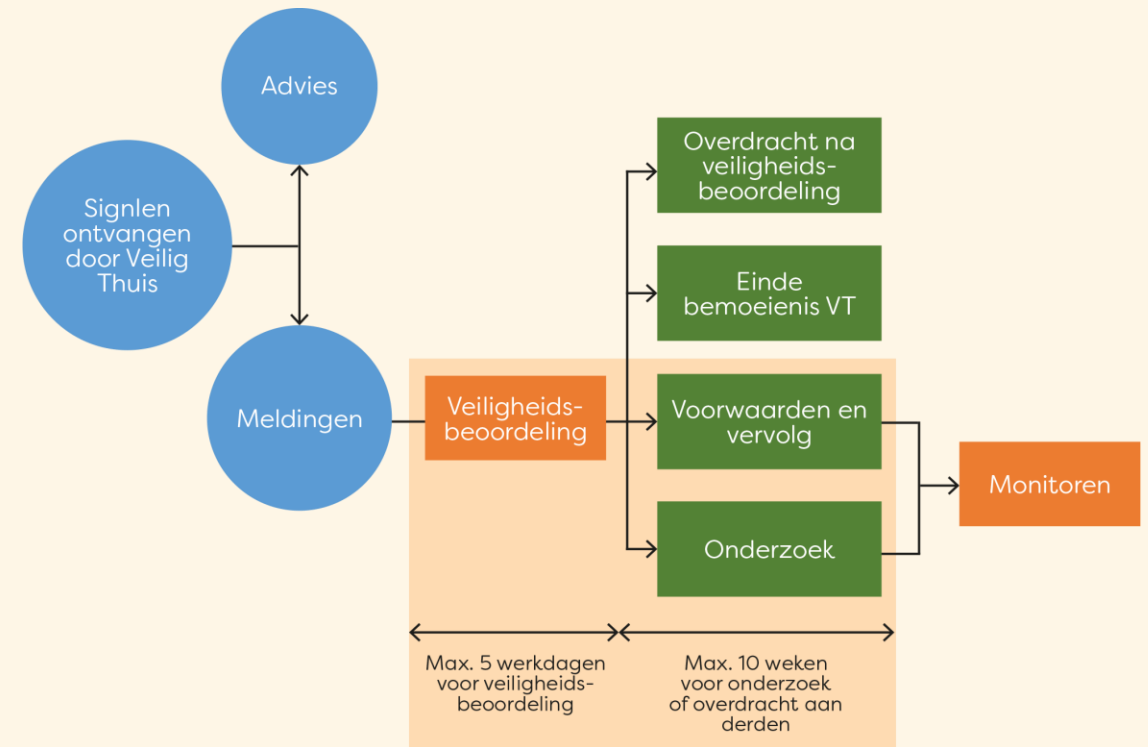 Advies
Signlen
ontvangen
door Veilig
Thuis
Meldingen
Veiligheids-
beoordeling
Overdracht na
veiligheids-
beoordeling
Einde
bemoeienis VT
Voorwaarden en
vervolg
Onderzoek
Monitoren
Max. 5 werkdagen
voor veiligheids-
beoordeling
Max. 10 weken
voor onderzoek
of overdracht aan
derden